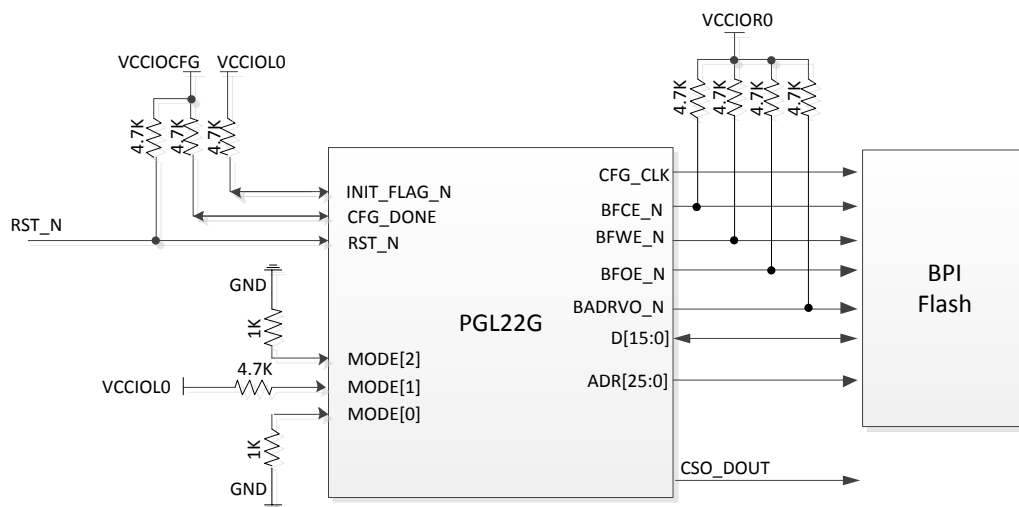 VCCIOR0
VCCIOCFG
VCCIOL0
4.7K
4.7K
4.7K
4.7K
4.7K
4.7K
4.7K
INIT_FLAG_N
CFG_DONE
RST_N
RST_N
GND
1K
MODE[2]
4.7K
VCCIOL0
MODE[1]
MODE[0]
1K
GND
PGL22G
CFG_CLK
BFCE_N
BFWE_N
BFOE_N
BADRVO_N
D[15:0]
ADR[25:0]
CSO_DOUT
BPI
Flash